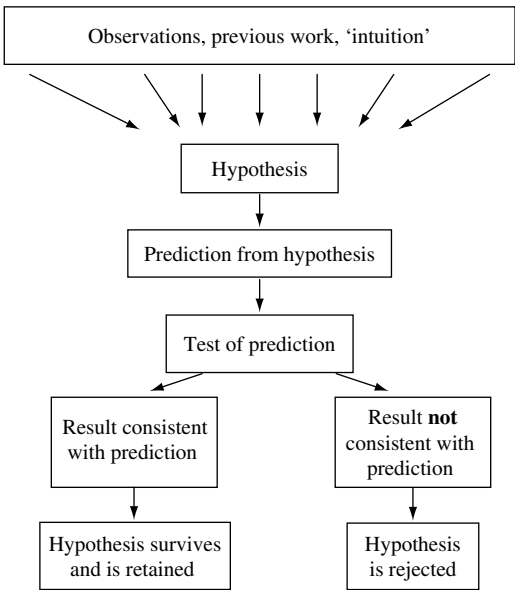 Observations, previous work, ‘intuition’
Hypothesis
Prediction from hypothesis
Test of prediction
Result consistent
with prediction
Result not
consistent with
prediction
Hypothesis survives
and is retained
Hypothesis
is rejected